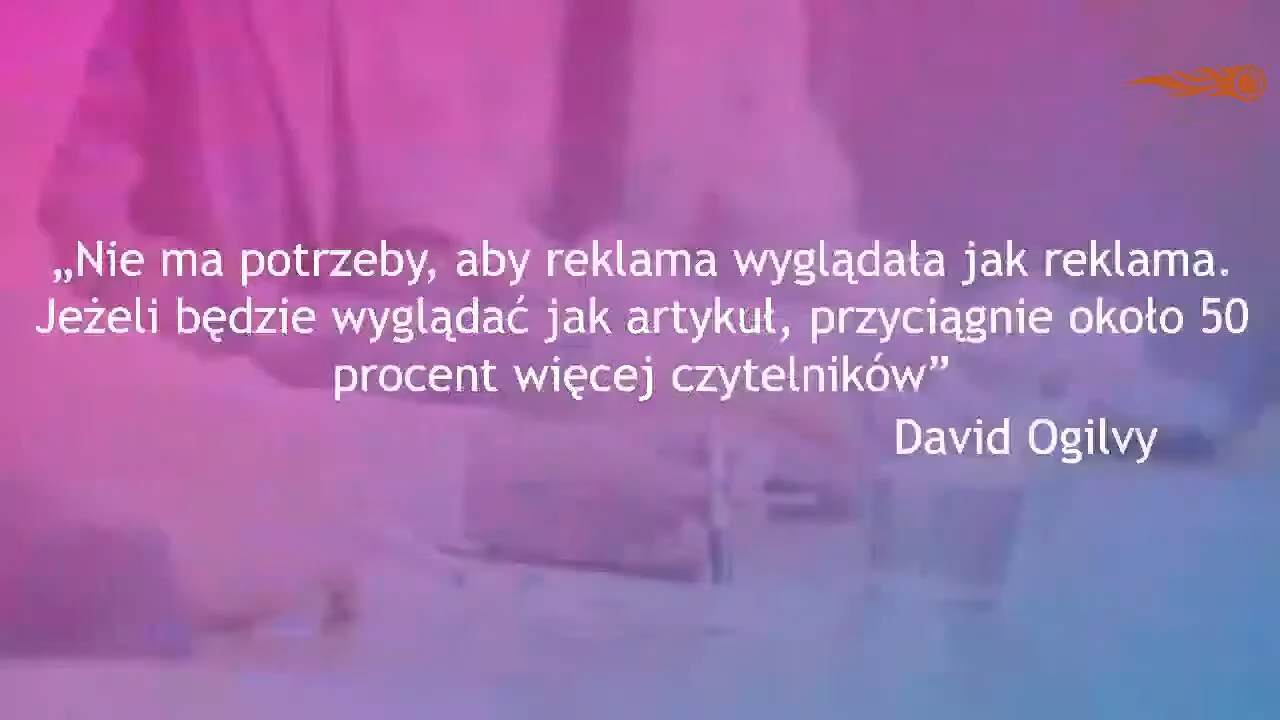 „Nie ma potrzeby, aby reklama wyglądała jak reklama.
Jeżeli będzie wyglądać jak artykuł, przyciągnie około 50
procent więcej czytelników”
David Ogilvy